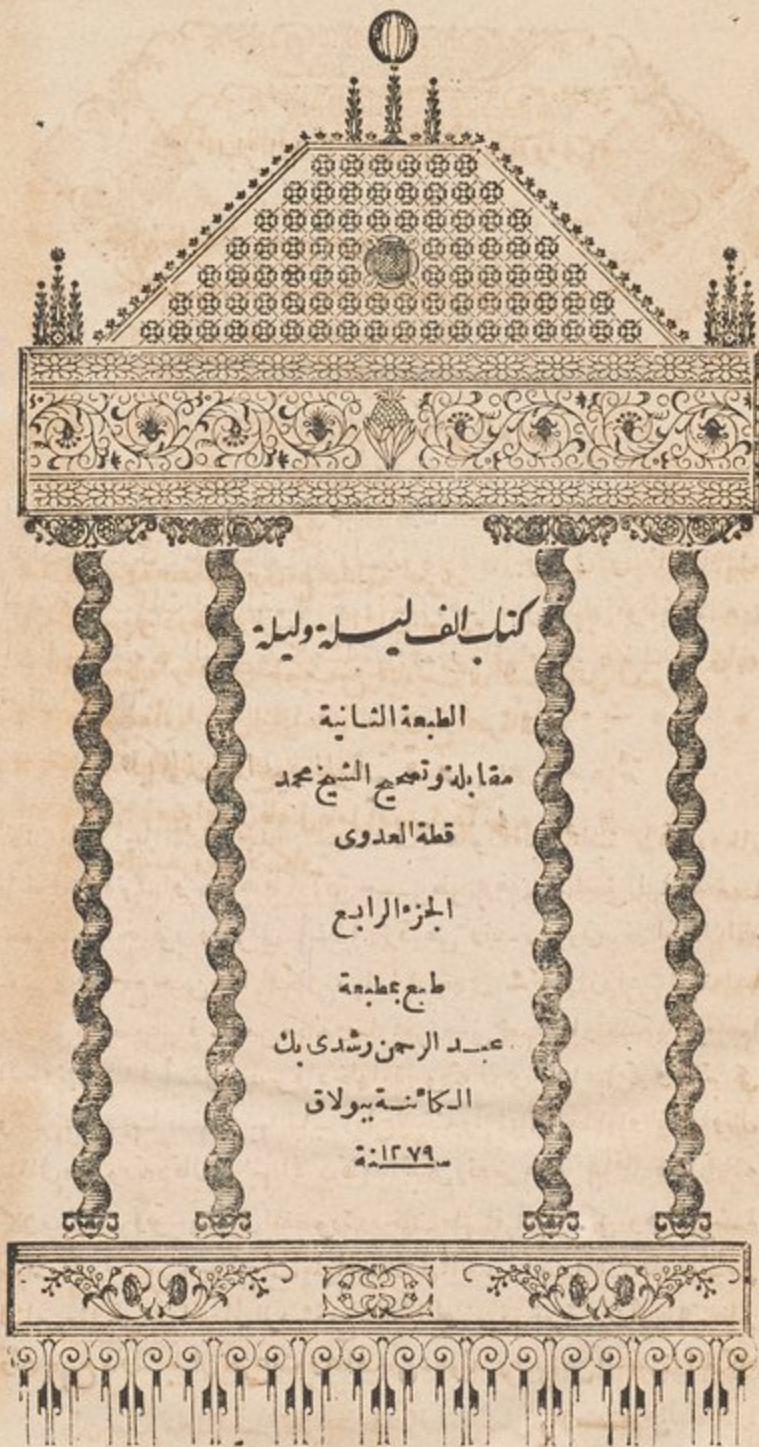 كتاب الف ليلة وليلة
الطبعة الثانية
مقابلة وتصحيح الشيخ محمد
قطة العدوى
الجزء الرابع
طبع بمطبعة
عبد الرحمن رشدى بك
الكائنة ببولاق
سنة ١٢٧٩